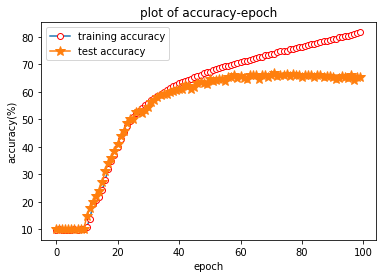 plot of accuracy-epoch
training accuracy
test accuracy
accuracy(%)
80
70
60
50
40
30
20
10
0
20
40
60
80
100
epoch